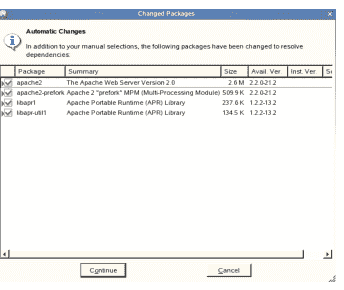 Changed Packages
Automatic Changes
In addition to your manual selections, the following packages have been changed to resolve
dependencies:
Package Summary Size Avail. Ver. Inst. Ver.
apache2 The Apache Web Server Version 2.0 2.6 M 2.2.0-21.2
apache2-prefork Apache 2 "prefork" MPM (Multi-Processing Module) 509.9 K 2.2.0-21.2
libapr1 Apache Portable Runtime (APR) Library 237.6 K 1.2.2-13.2
libapr-util1 Apache Portable Runtime (APR) Library 134.5 K 1.2.2-13.2
Continue Cancel